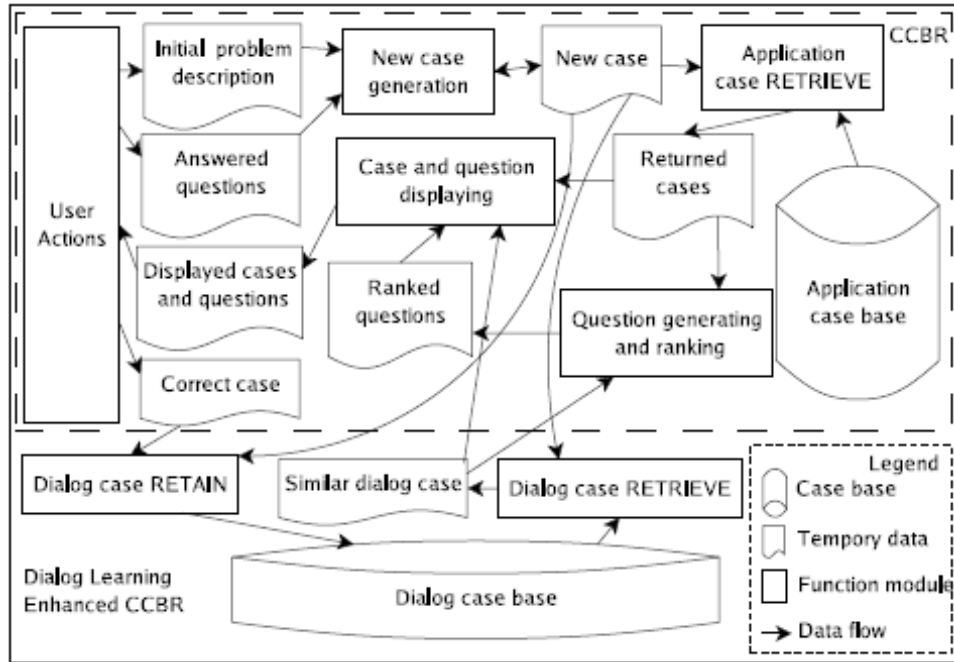 CCBR
Initial problem
description
New case
generation
New case
Application
case RETRIEVE
Answered
questions
Case and question
displaying
Returned
cases
User
Actions
Displayed cases
and questions
Ranked
questions
Question generating
and ranking
Application
case base
Correct case
Dialog case RETAIN
Similar dialog case
Dialog case RETRIEVE
Dialog Learning
Enhanced CCBR
Dialog case base
Legend
Case base
Tempory data
Function module
Data flow